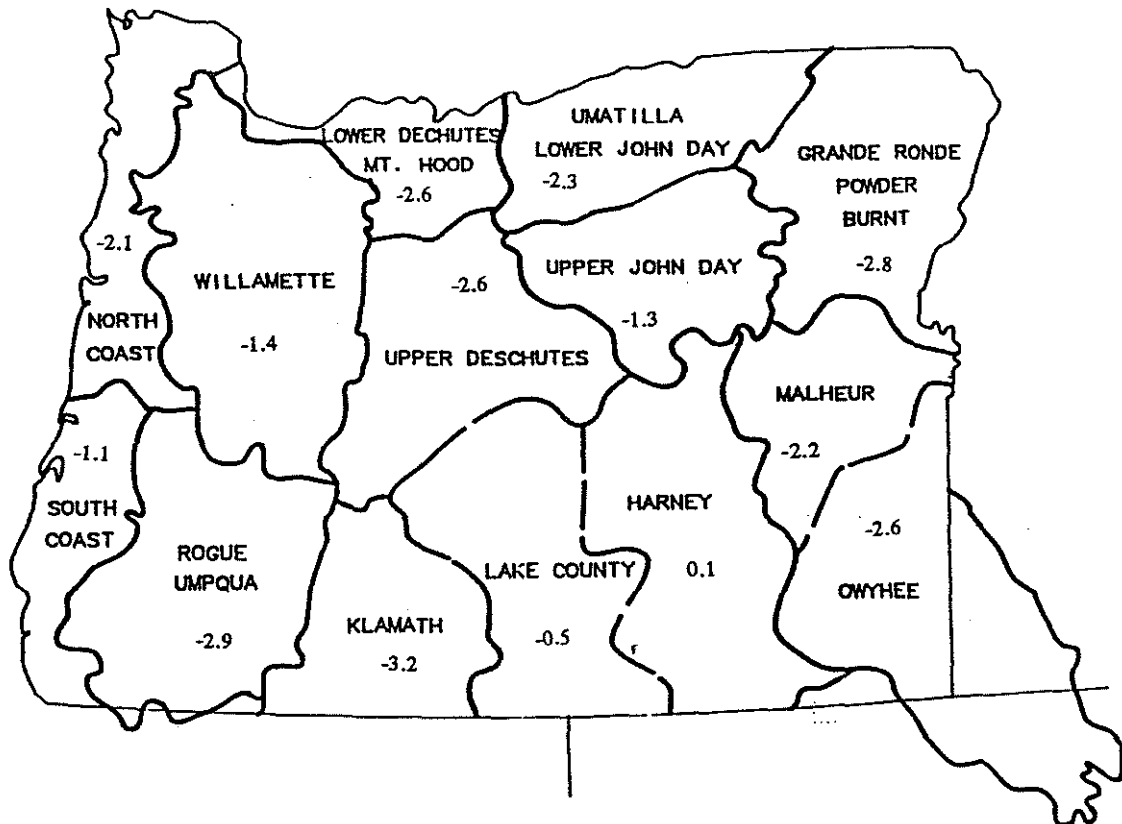 UMATILLA
LOWER JOHN DAY
-2.3
LOWER DECHUTES
MT. HOOD
-2.6
GRANDE RONDE
POWDER
BURNT
-2.8
-2.1
NORTH
COAST
WILLAMETTE
-1.4
-2.6
UPPER DESCHUTES
UPPER JOHN DAY
-1.3
MALHEUR
-2.2
-1.1
SOUTH
COAST
ROGUE
UMPQUA
-2.9
KLAMATH
-3.2
LAKE COUNTY
-0.5
HARNEY
0.1
-2.6
OWYHEE